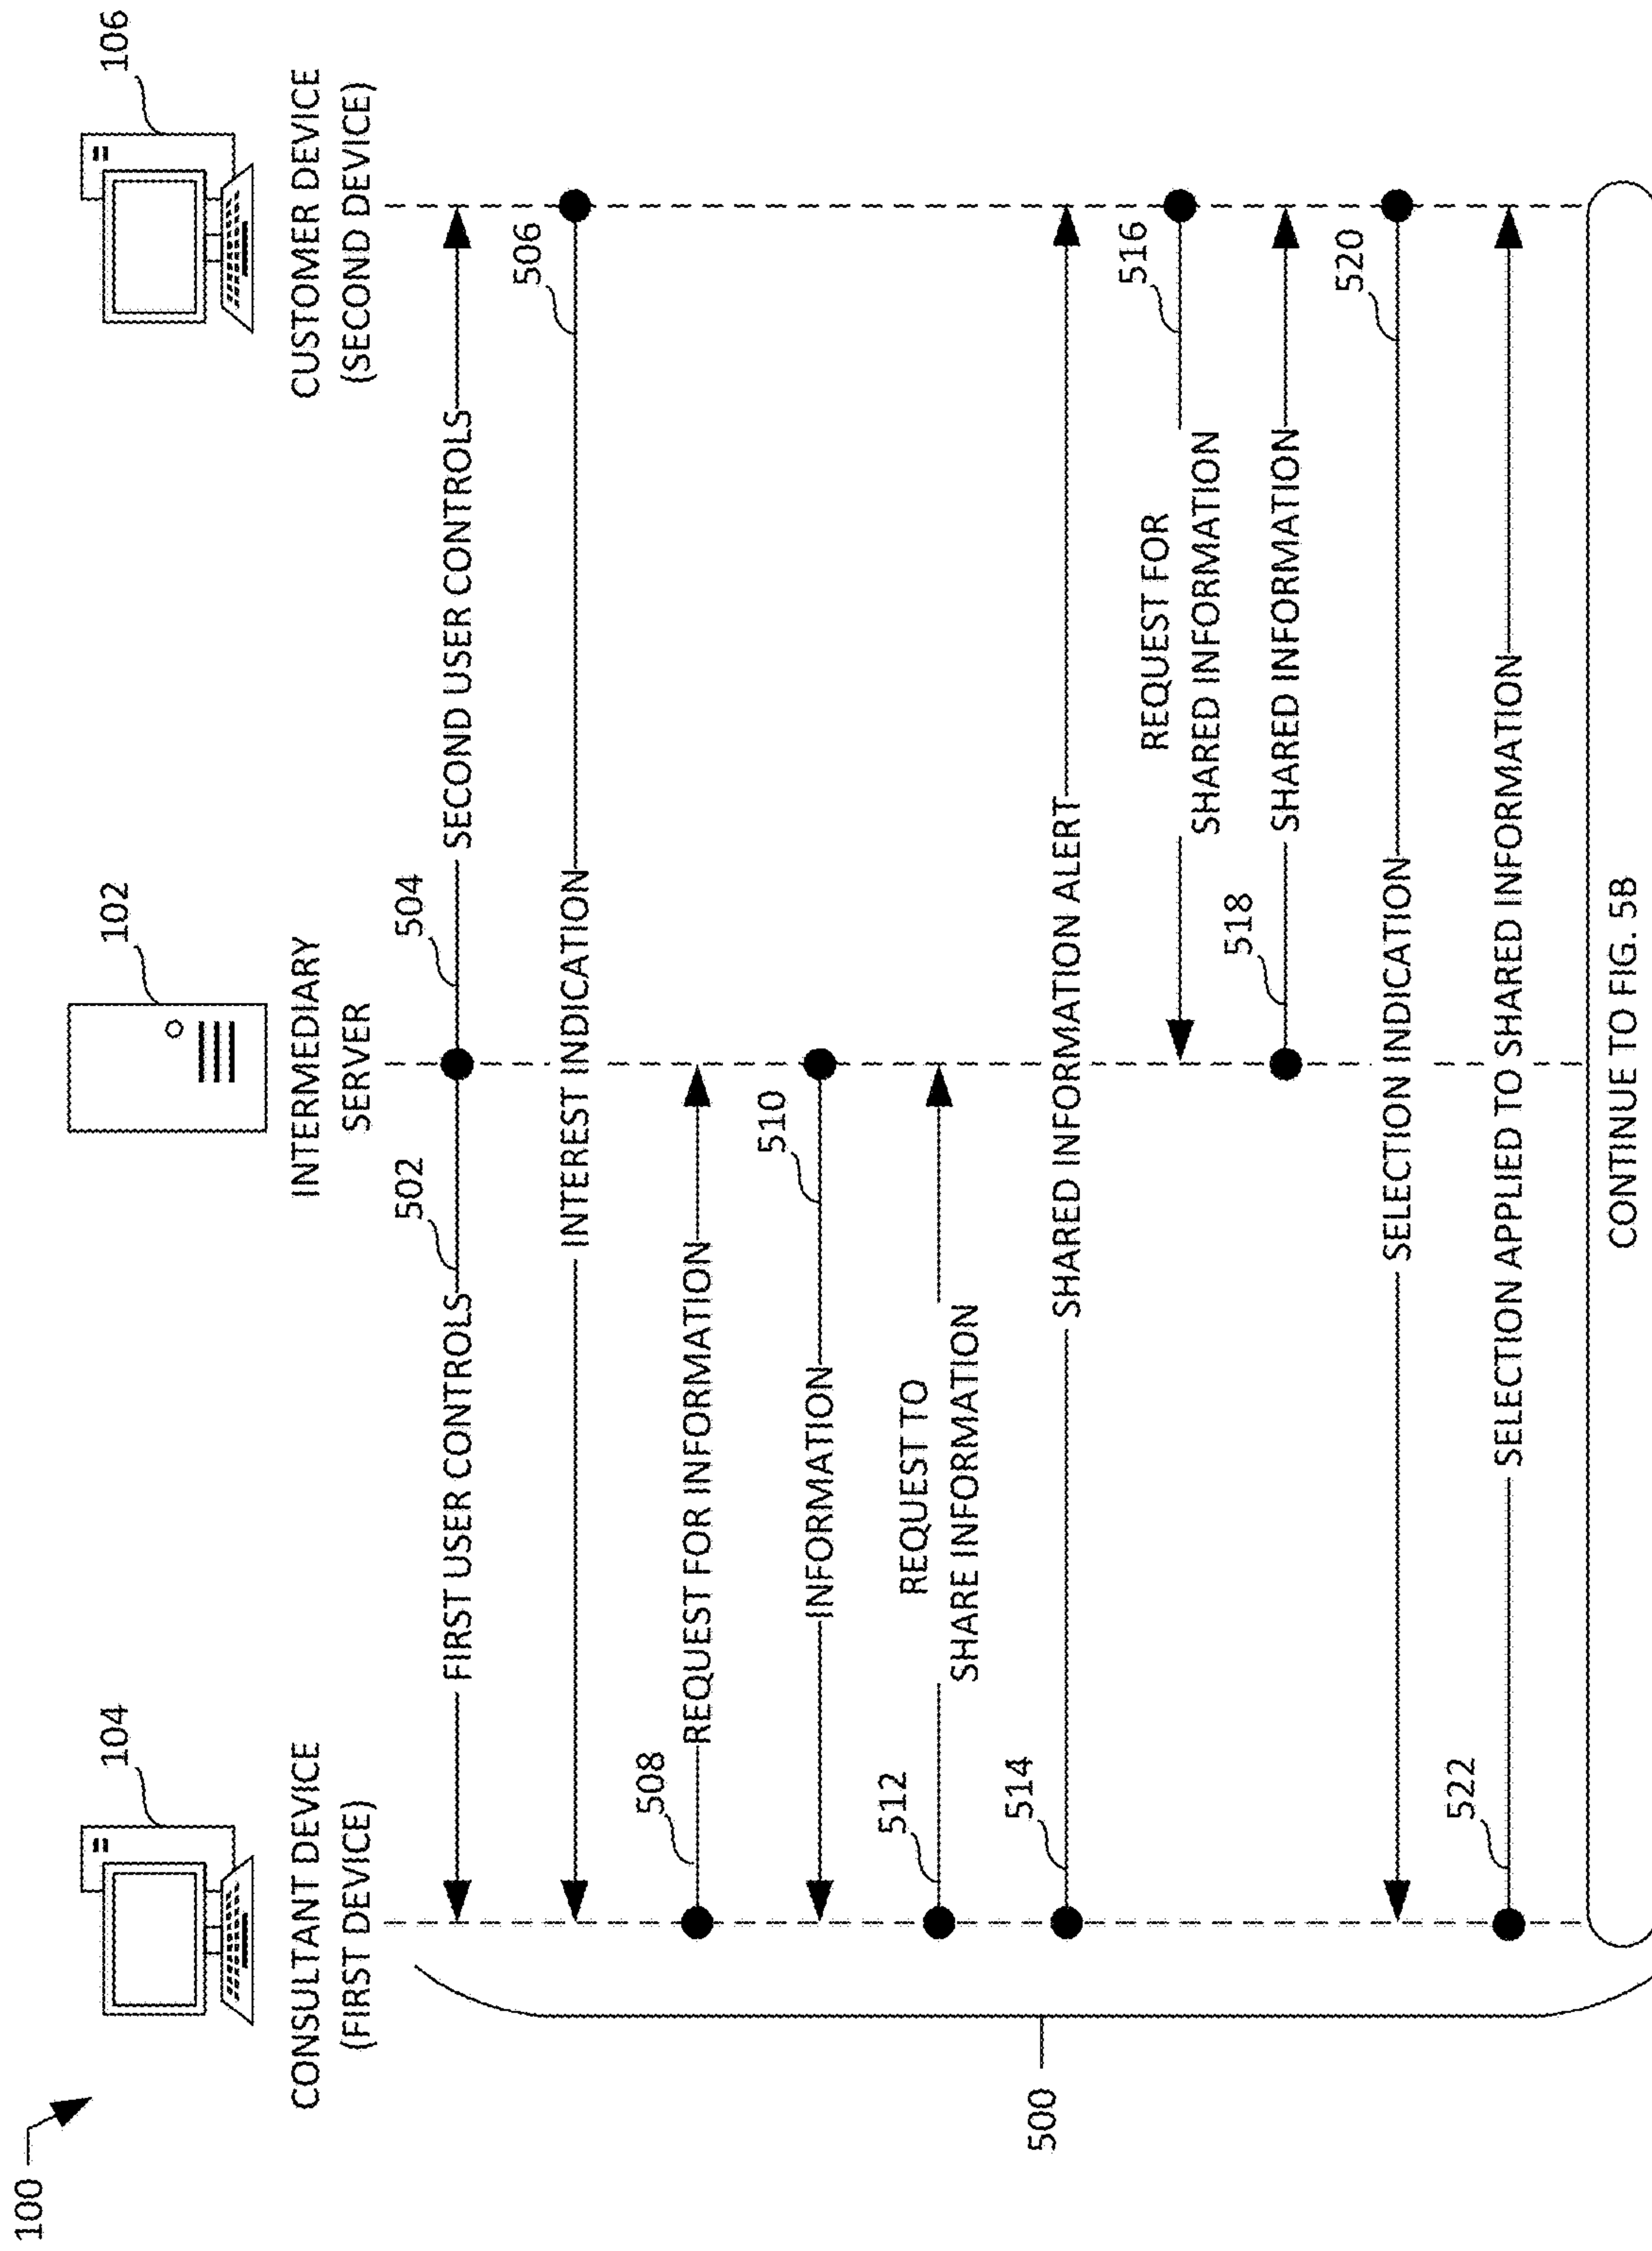 100
104
CONSULTANT DEVICE
(FIRST DEVICE)
102
INTERMEDIARY
SERVER
106
CUSTOMER DEVICE
(SECOND DEVICE)
500
502
FIRST USER CONTROLS
504
SECOND USER CONTROLS
506
INTEREST INDICATION
508
REQUEST FOR INFORMATION
510
INFORMATION
512
REQUEST TO
SHARE INFORMATION
514
SHARED INFORMATION ALERT
516
REQUEST FOR
SHARED INFORMATION
518
SHARED INFORMATION
520
SELECTION INDICATION
522
SELECTION APPLIED TO SHARED INFORMATION
CONTINUE TO FIG. 5B